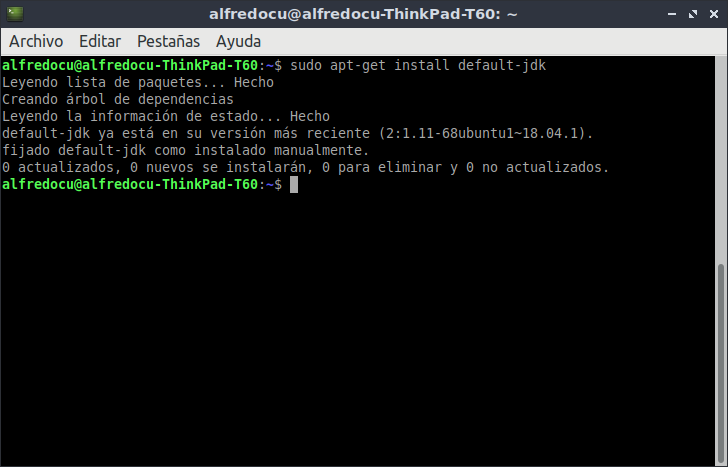 alfredocu@alfredocu-ThinkPad-T60: ~
Archivo Editar Pestañas Ayuda
alfredocu@alfredocu-ThinkPad-T60:~$ sudo apt-get install default-jdk
Leyendo lista de paquetes... Hecho
Creando árbol de dependencias
Leyendo la información de estado... Hecho
default-jdk ya está en su versión más reciente (2:1.11-68ubuntu1~18.04.1).
fijado default-jdk como instalado manualmente.
0 actualizados, 0 nuevos se instalarán, 0 para eliminar y 0 no actualizados.
alfredocu@alfredocu-ThinkPad-T60:~$